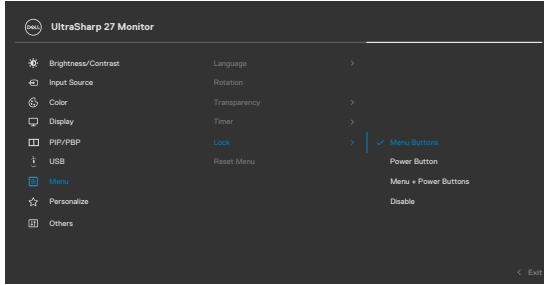 DELL UltraSharp 27 Monitor
Brightness/Contrast Language >
Input Source Rotation
Color Transparency >
Display Timer >
PIP/PBP Lock > ✓ Menu Buttons
USB Reset Menu Power Button
Menu Menu + Power Buttons
Personalize Disable
Others
< Exit